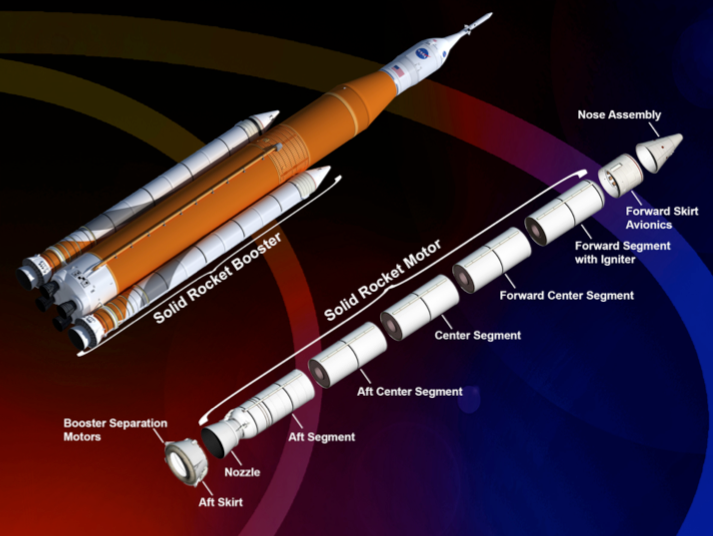 Nose Assembly
Forward Skirt
Avionics
Forward Segment
with Igniter
Solid Rocket Motor
Solid Rocket Booster
Forward Center Segment
Center Segment
Aft Center Segment
Booster Separation
Motors
Aft Segment
Nozzle
Aft Skirt